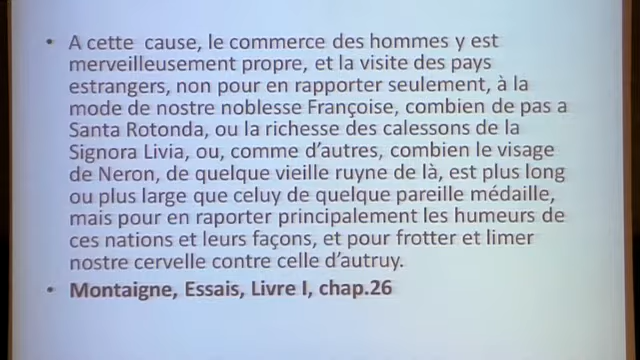 • A cette cause, le commerce des hommes y est
merveilleusement propre, et la visite des pays
estrangers, non pour en rapporter seulement, à la
mode de nostre noblesse Françoise, combien de pas a
Santa Rotonda, ou la richesse des calessons de la
Signora Livia, ou, comme d'autres, combien le visage
de Neron, de quelque vieille ruyne de là, est plus long
ou plus large que celuy de quelque pareille médaille,
mais pour en raporter principalement les humeurs de
ces nations et leurs façons, et pour frotter et limer
nostre cervelle contre celle d'autruy.
• Montaigne, Essais, Livre I, chap.26